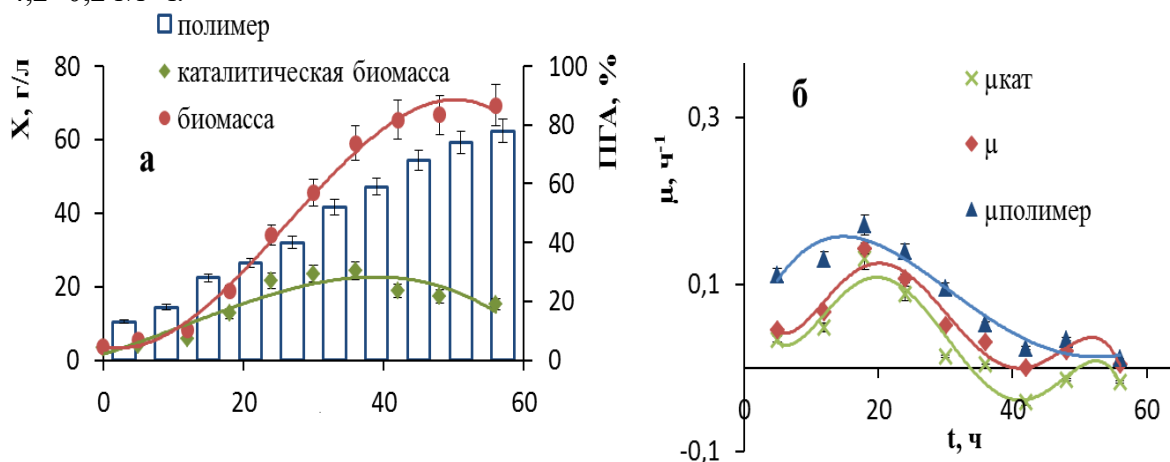 полимер
каталитическая биомасса
биомасса
а
X, г/л
80
60
40
20
0
ПГА, %
100
80
60
40
20
0
0
20
40
60
б
µкат
µ
µполимер
µ, ч-1
0,3
0,1
-0,1
0
20
40
60
t, ч